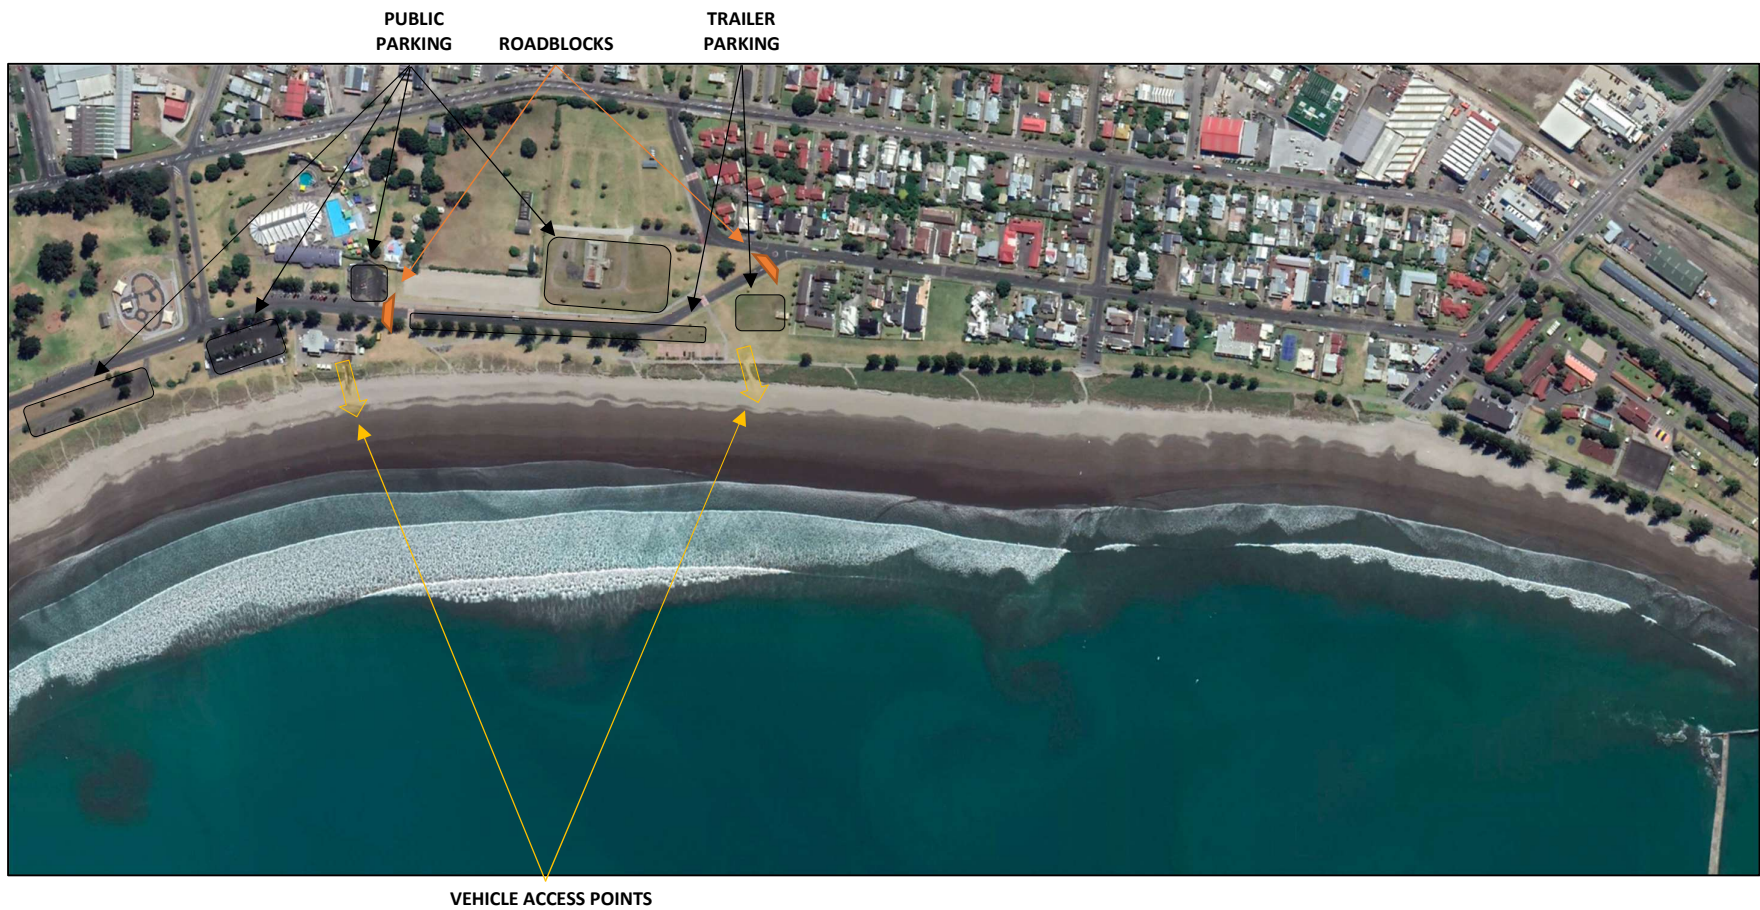 PUBLIC
PARKING
ROADBLOCKS
TRAILER
PARKING
VEHICLE ACCESS POINTS